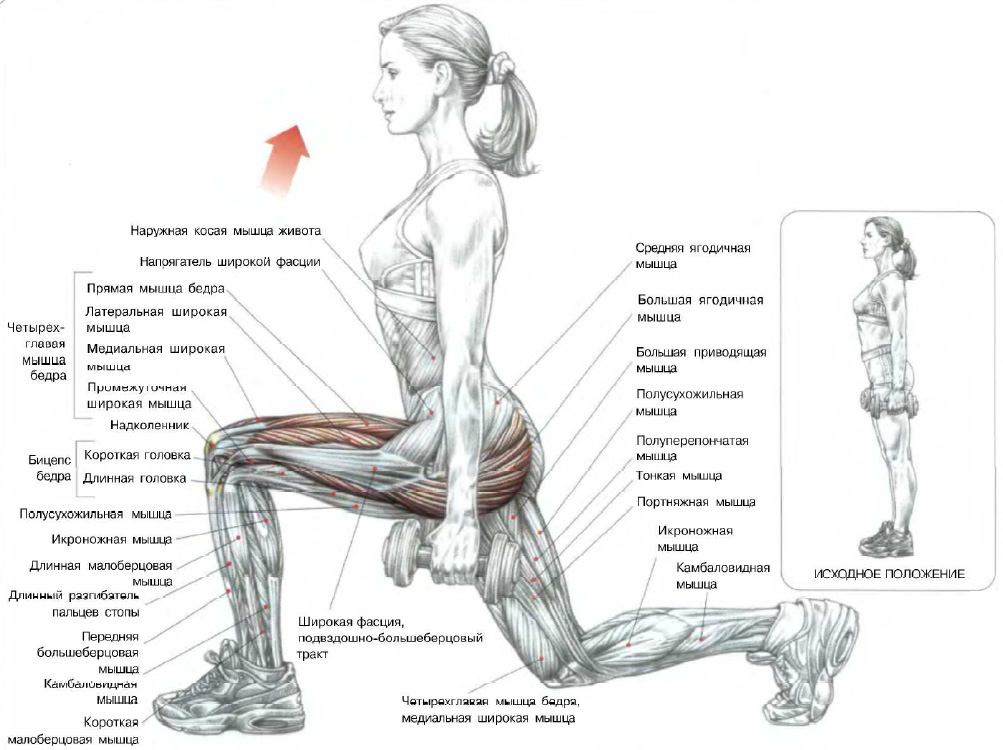 Наружная косая мышца живота
Напрягатель широкой фасции
Прямая мышца бедра
Латеральная широкая
мышца
Медиальная широкая
мышца
Промежуточная
широкая мышца
Четырех-
главая
мышца
бедра
Надколенник
Бицепс
бедра
Короткая головка
Длинная головка
Полусухожильная мышца
Икроножная мышца
Длинная малоберцовая
мышца
Длинный разгибатель
пальцев стопы
Передняя
большеберцовая
мышца
Камбаловидная
мышца
Короткая
малоберцовая мышца
Широкая фасция,
подвздошно-большеберцовый
тракт
Четырехглавая мышца бедра,
медиальная широкая мышца
Средняя ягодичная
мышца
Большая ягодичная
мышца
Большая приводящая
мышца
Полусухожильная
мышца
Полуперепончатая
мышца
Тонкая мышца
Портняжная мышца
Икроножная
мышца
Камбаловидная
мышца
ИСХОДНОЕ ПОЛОЖЕНИЕ